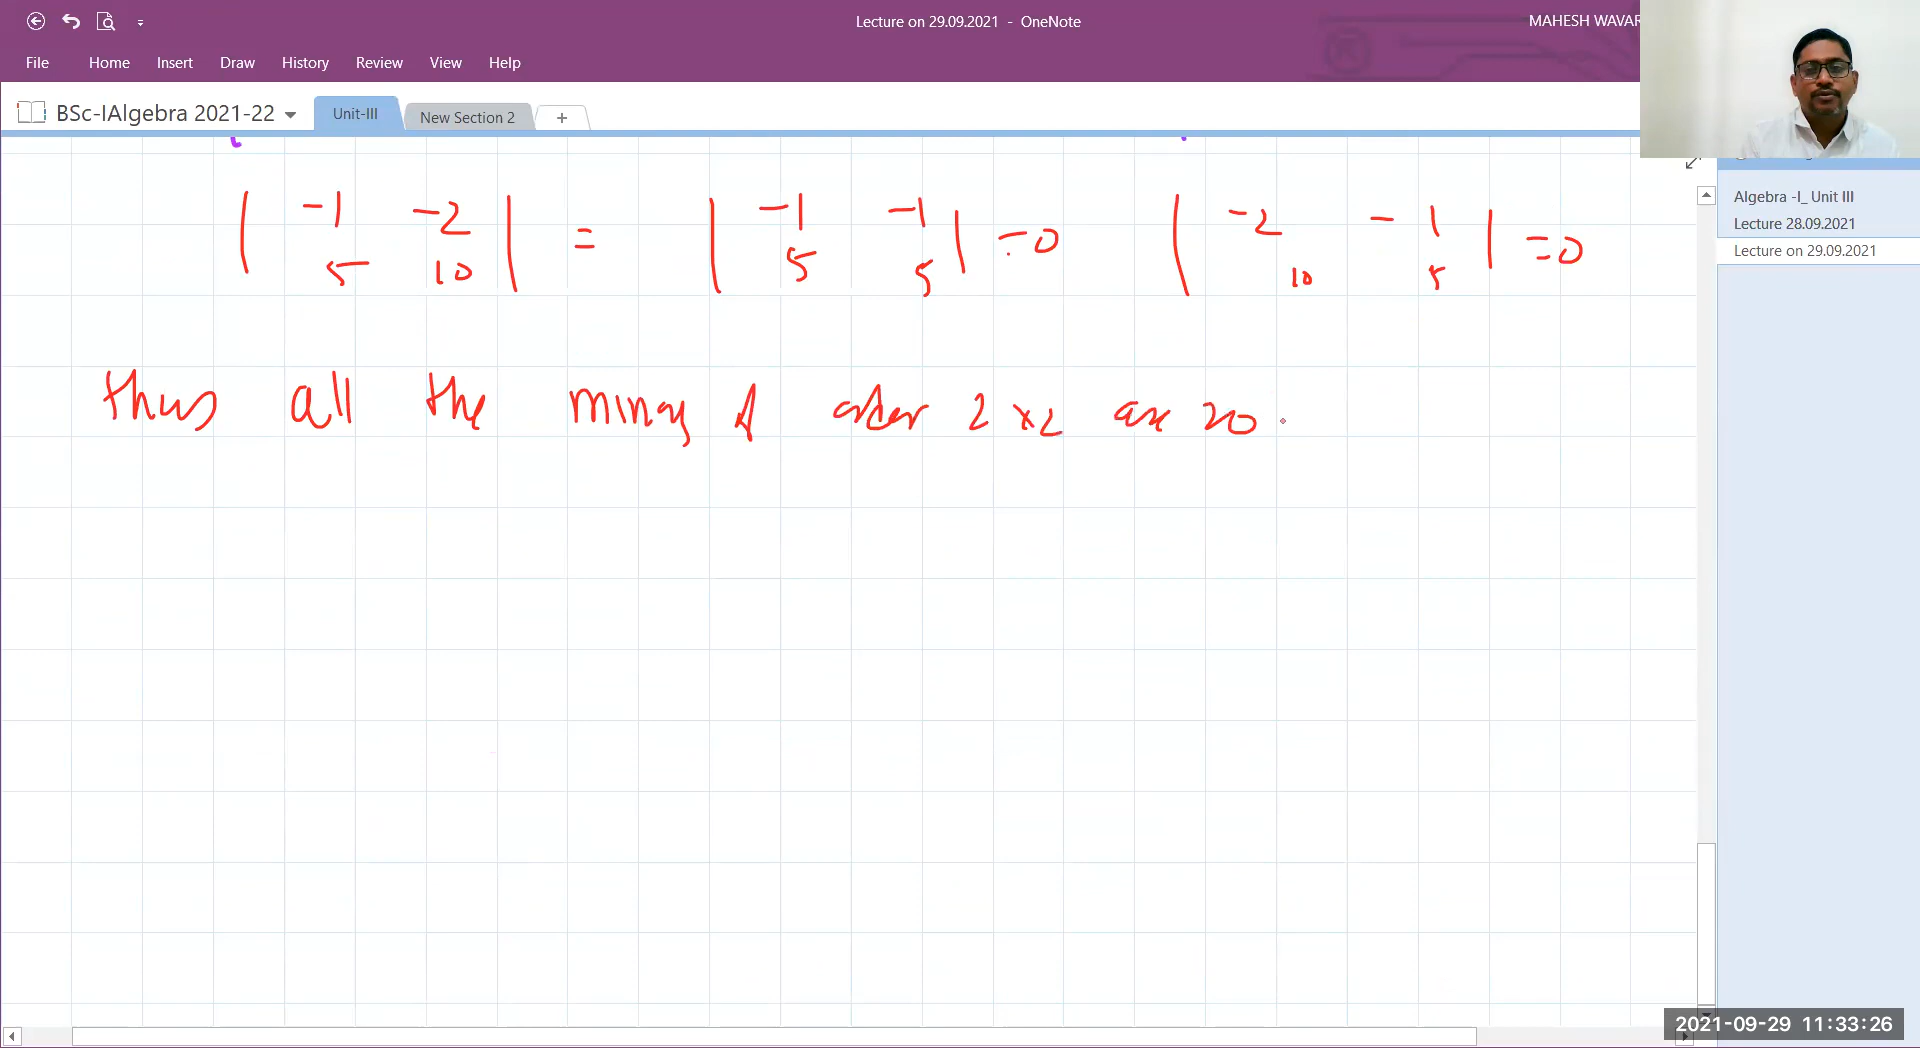 Lecture on 29.09.2021 - OneNote
MAHESH WAVAR
File Home Insert Draw History Review View Help
BSc-IAlgebra 2021-22
Unit-III
New Section 2
+
Algebra -I_ Unit III
Lecture 28.09.2021
Lecture on 29.09.2021
| -1 -2 | = | -1 -1 | = 0 | -2 -1 | = 0
| 5 10 | | 5 5 | | 10 5 |
thus all the minors of order 2 x 2 are zo
2021-09-29 11:33:26